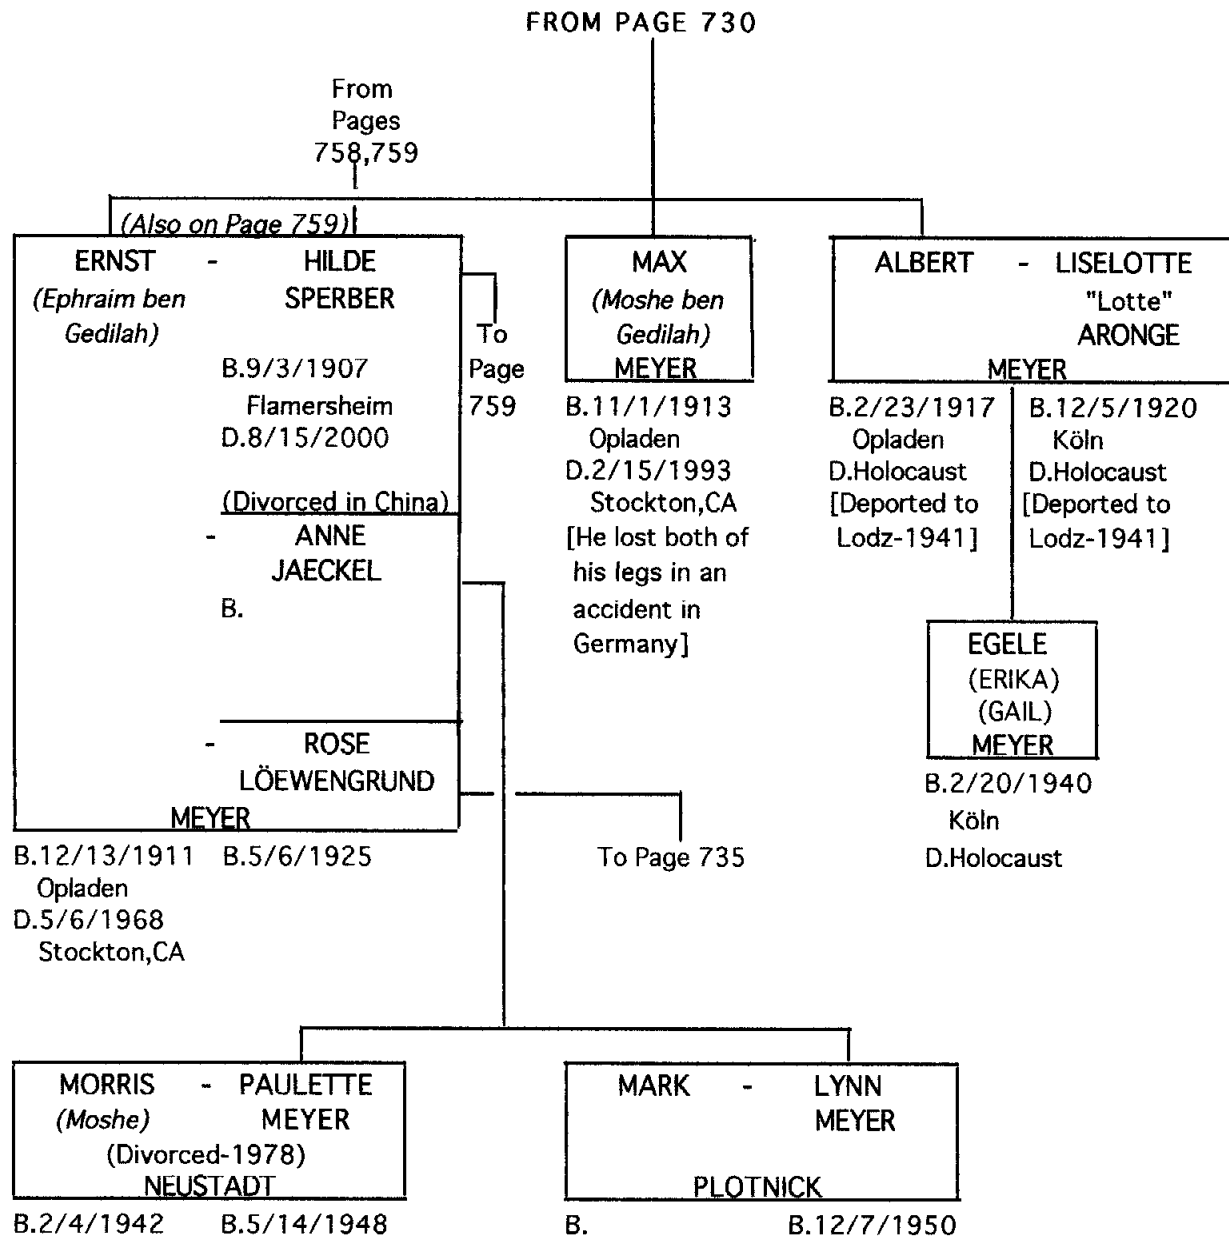 FROM PAGE 730
From
Pages
758,759
(Also on Page 759)
ERNST - HILDE
(Ephraim ben SPERBER
Gedilah)
B.9/3/1907
Flamersheim
D.8/15/2000
(Divorced in China)
- ANNE
JAECKEL
B.
- ROSE
LÖEWENGRUND
MEYER
B.12/13/1911 B.5/6/1925
Opladen
D.5/6/1968
Stockton,CA
To
Page
759
To Page 735
MAX
(Moshe ben
Gedilah)
MEYER
B.11/1/1913
Opladen
D.2/15/1993
Stockton,CA
[He lost both of
his legs in an
accident in
Germany]
ALBERT - LISELOTTE
"Lotte"
ARONGE
MEYER
B.2/23/1917 B.12/5/1920
Opladen Köln
D.Holocaust D.Holocaust
[Deported to [Deported to
Lodz-1941] Lodz-1941]
EGELE
(ERIKA)
(GAIL)
MEYER
B.2/20/1940
Köln
D.Holocaust
MORRIS - PAULETTE
(Moshe) MEYER
(Divorced-1978)
NEUSTADT
B.2/4/1942 B.5/14/1948
MARK - LYNN
MEYER
PLOTNICK
B. B.12/7/1950